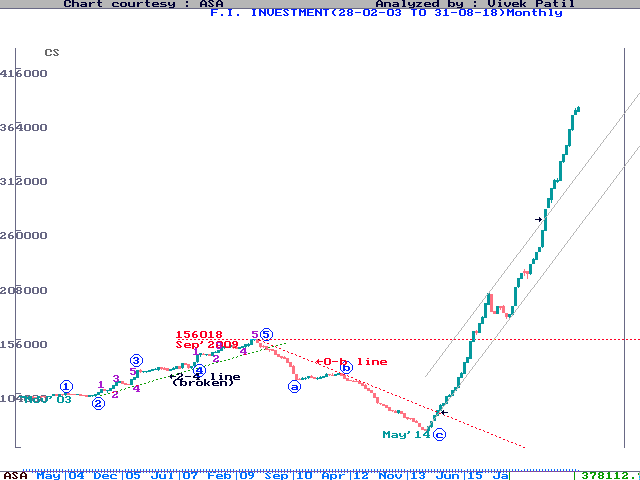 Chart courtesy : ASA Analyzed by : Vivek Patil
F.I. INVESTMENT(28-02-03 TO 31-08-18)Monthly
CS
416000
364000
312000
260000
208000
156000
156018
Sep'2009
5 5
1 3 4
2
3
5
1 3
1
4
2
4
2
Nov 03
←2-4 line
(broken)
←0-b line
b
a
May'14 c
ASA May 04 Dec 05 Jul 07 Feb 09 Sep 10 Apr 12 Nov 13 Jun 15 Ja 378112.